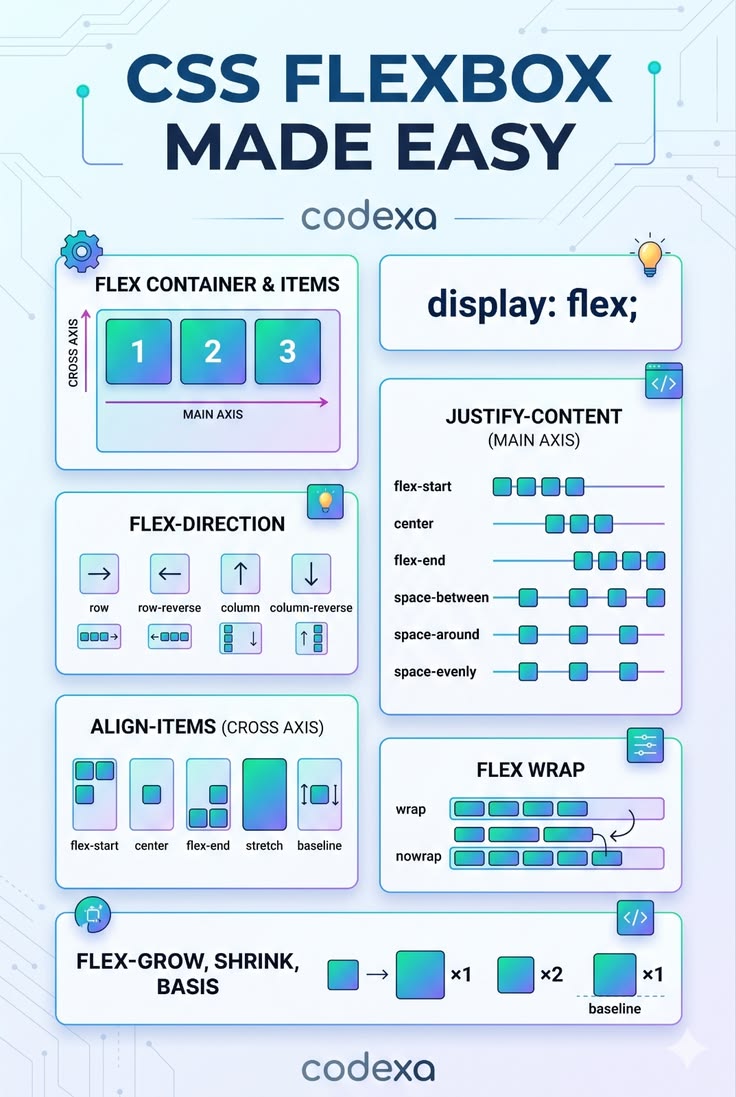 CSS FLEXBOX
MADE EASY
codexa
FLEX CONTAINER & ITEMS
CROSS AXIS
1 2 3
MAIN AXIS
display: flex;
FLEX-DIRECTION
row row-reverse column column-reverse
JUSTIFY-CONTENT
(MAIN AXIS)
flex-start
center
flex-end
space-between
space-around
space-evenly
ALIGN-ITEMS (CROSS AXIS)
flex-start center flex-end stretch baseline
FLEX WRAP
wrap
nowrap
FLEX-GROW, SHRINK,
BASIS
×1 ×2 ×1
baseline
codexa